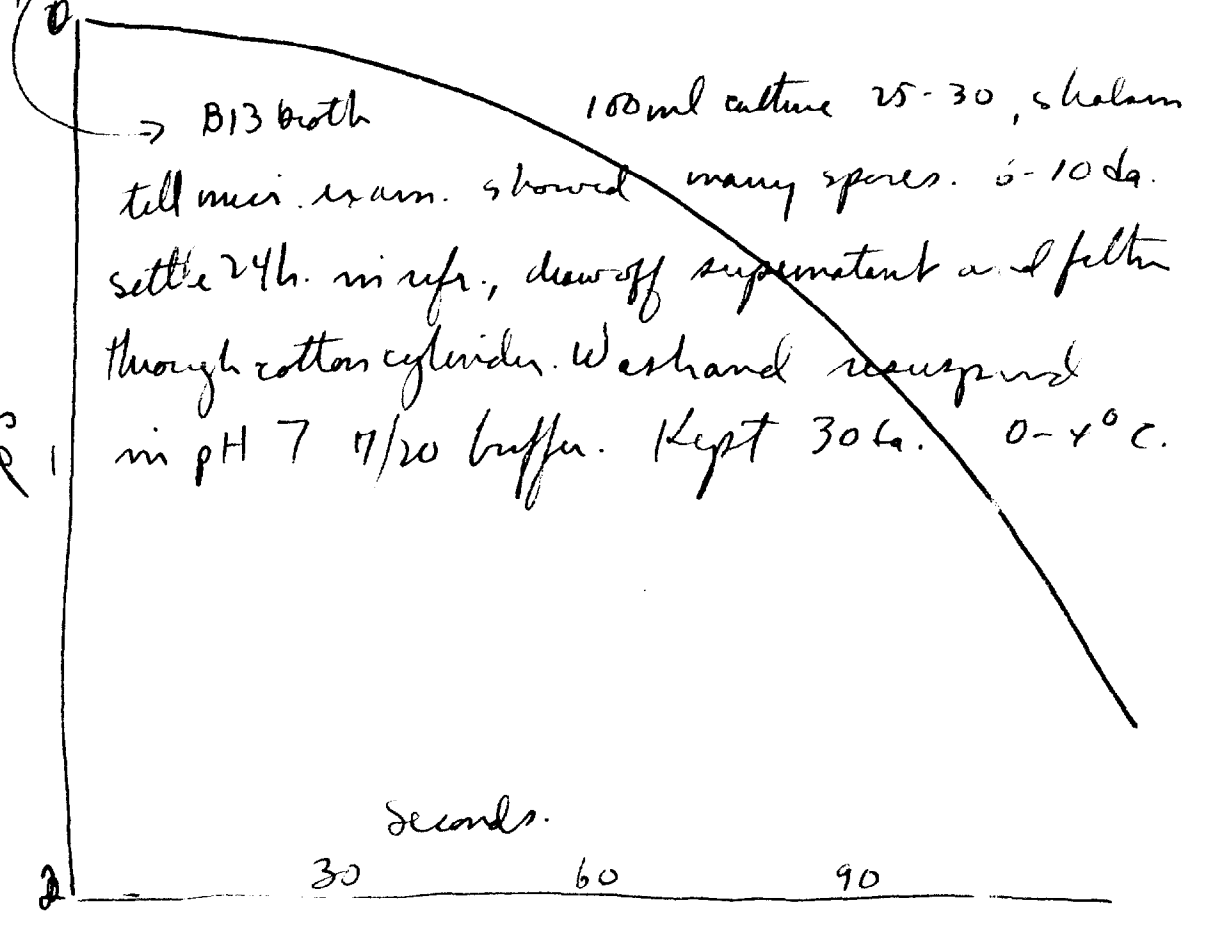 0
B13 broth 100 ml culture 25-30, shaken
till micr. exam. showed many spores. 6-10 da.
settle 24 h. in refr., draw off supernatant and filter
through cotton cylinder. Wash and resuspend
in pH 7 M/20 buffer. Kept 30 da. 0-4° C.
1
Seconds.
30 60 90
2